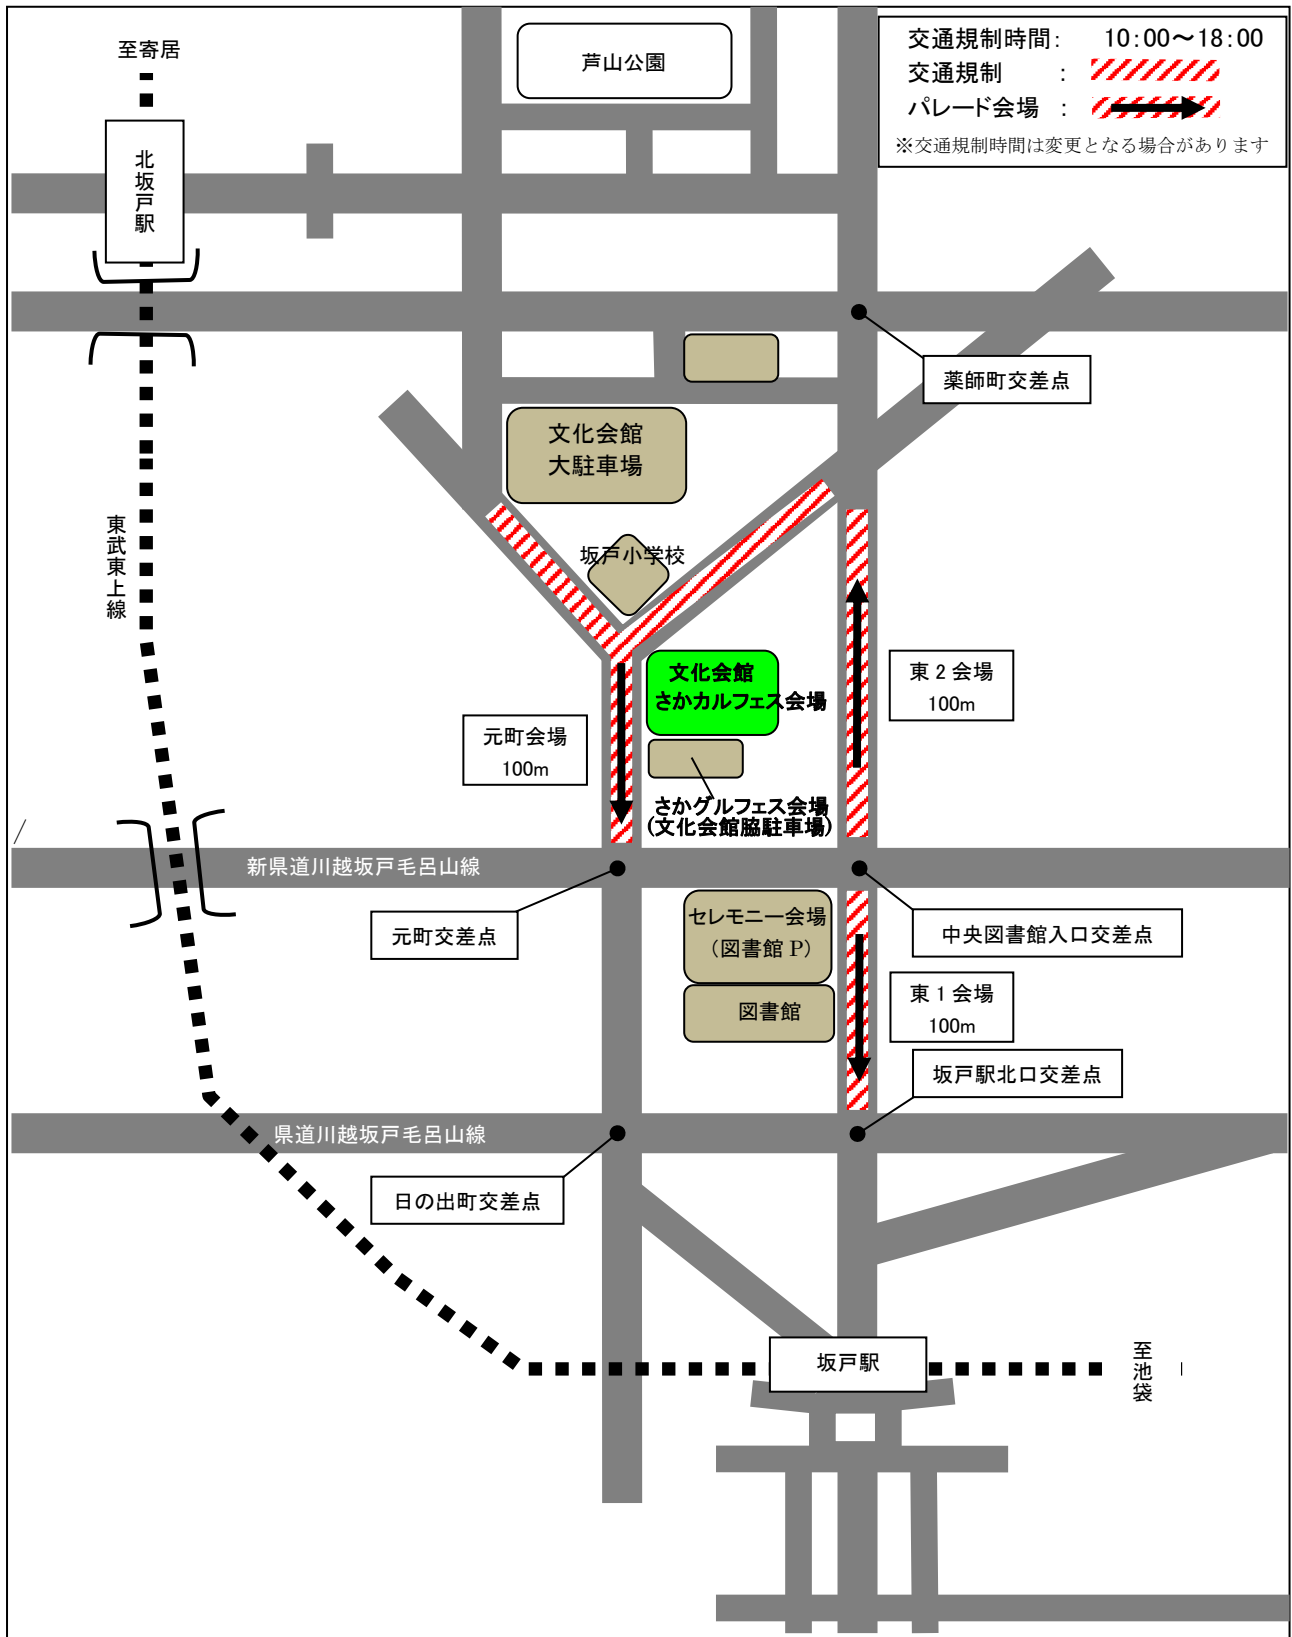 至寄居
芦山公園
交通規制時間: 10:00～18:00
交通規制 :
パレード会場 :
※交通規制時間は変更となる場合があります
北坂戸駅
薬師町交差点
文化会館
大駐車場
東武東上線
坂戸小学校
文化会館
さかカルフェス会場
東2会場
100m
元町会場
100m
さかグルフェス会場
(文化会館脇駐車場)
新県道川越坂戸毛呂山線
元町交差点
セレモニー会場
（図書館 P）
中央図書館入口交差点
図書館
東1会場
100m
坂戸駅北口交差点
県道川越坂戸毛呂山線
日の出町交差点
坂戸駅
至池袋